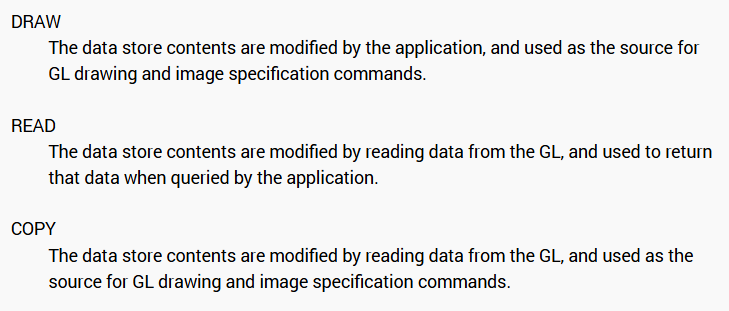 DRAW
The data store contents are modified by the application, and used as the source for
GL drawing and image specification commands.
READ
The data store contents are modified by reading data from the GL, and used to return
that data when queried by the application.
COPY
The data store contents are modified by reading data from the GL, and used as the
source for GL drawing and image specification commands.